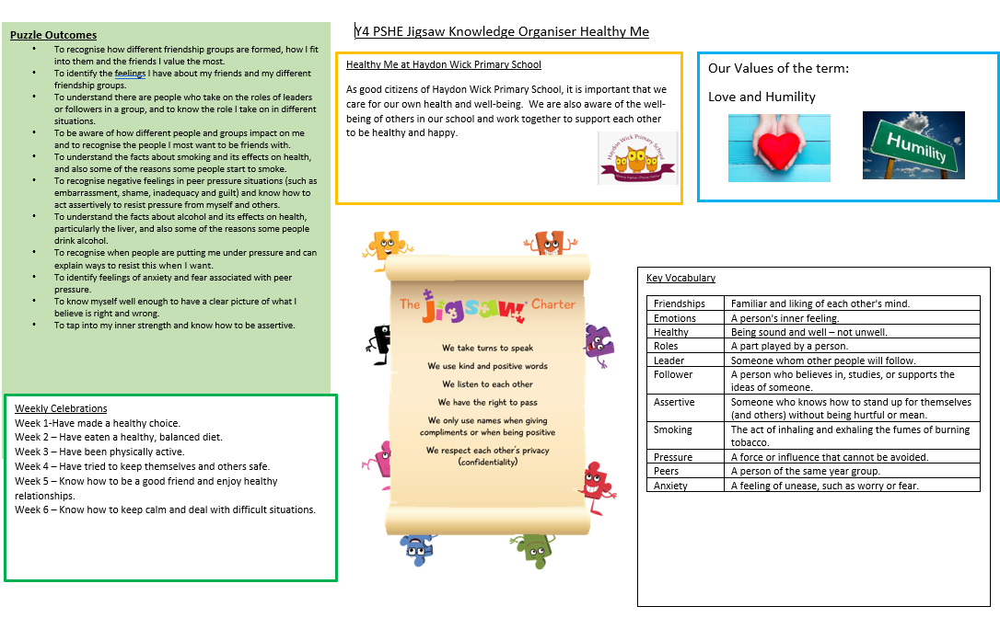 Y4 PSHE Jigsaw Knowledge Organiser Healthy Me
Puzzle Outcomes
• To recognise how different friendship groups are formed, how I fit
into them and the friends I value the most.
• To identify the feelings I have about my friends and my different
friendship groups.
• To understand there are people who take on the roles of leaders
or followers in a group, and to know the role I take on in different
situations.
• To be aware of how different people and groups impact on me
and to recognise the people I most want to be friends with.
• To understand the facts about smoking and its effects on health,
and also some of the reasons some people start to smoke.
• To recognise negative feelings in peer pressure situations (such as
embarrassment, shame, inadequacy and guilt) and know how to
act assertively to resist pressure from myself and others.
• To understand the facts about alcohol and its effects on health,
particularly the liver, and also some of the reasons some people
drink alcohol.
• To recognise when people are putting me under pressure and can
explain ways to resist this when I want.
• To identify feelings of anxiety and fear associated with peer
pressure.
• To know myself well enough to have a clear picture of what I
believe is right and wrong.
• To tap into my inner strength and know how to be assertive.
Weekly Celebrations
Week 1-Have made a healthy choice.
Week 2 – Have eaten a healthy, balanced diet.
Week 3 – Have been physically active.
Week 4 – Have tried to keep themselves and others safe.
Week 5 – Know how to be a good friend and enjoy healthy
relationships.
Week 6 – Know how to keep calm and deal with difficult situations.
Healthy Me at Haydon Wick Primary School
As good citizens of Haydon Wick Primary School, it is important that we
care for our own health and well-being. We are also aware of the well-
being of others in our school and work together to support each other
to be healthy and happy.
Haydon Wick Primary School
Our Values of the term:
Love and Humility
Humility
The Jigsaw Charter
We take turns to speak
We use kind and positive words
We listen to each other
We have the right to pass
We only use names when giving
compliments or when being positive
We respect each other's privacy
(confidentiality)
Key Vocabulary
Friendships Familiar and liking of each other's mind.
Emotions A person's inner feeling.
Healthy Being sound and well – not unwell.
Roles A part played by a person.
Leader Someone whom other people will follow.
Follower A person who believes in, studies, or supports the
ideas of someone.
Assertive Someone who knows how to stand up for themselves
(and others) without being hurtful or mean.
Smoking The act of inhaling and exhaling the fumes of burning
tobacco.
Pressure A force or influence that cannot be avoided.
Peers A person of the same year group.
Anxiety A feeling of unease, such as worry or fear.